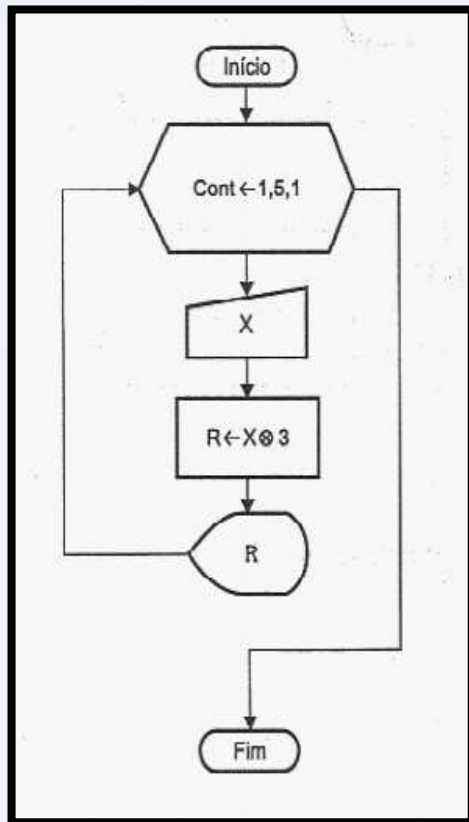 Início
Cont ← 1,5,1
X
R ← X ⊗ 3
R
Fim